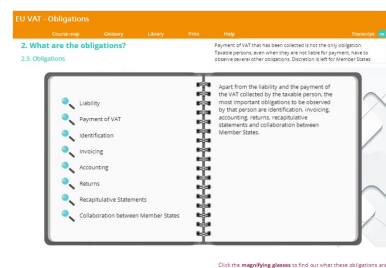 EU VAT - Obligations
Course map Glossary Library Print Help Transcript
2. What are the obligations?
2.3. Obligations
Payment of VAT that has been collected is not the only obligation.
Taxable persons, even when they are not liable for payment, have to
observe several other obligations. Discretion is left for Member States
Liability
Payment of VAT
Identification
Invoicing
Accounting
Returns
Recapitulative Statements
Collaboration between Member States
Apart from the liability and the payment of
the VAT collected by the taxable person, the
most important obligations to be observed
by that person are identification, invoicing,
accounting, returns, recapitulative
statements and collaboration between
Member States.
Click the magnifying glasses to find out what these obligations are